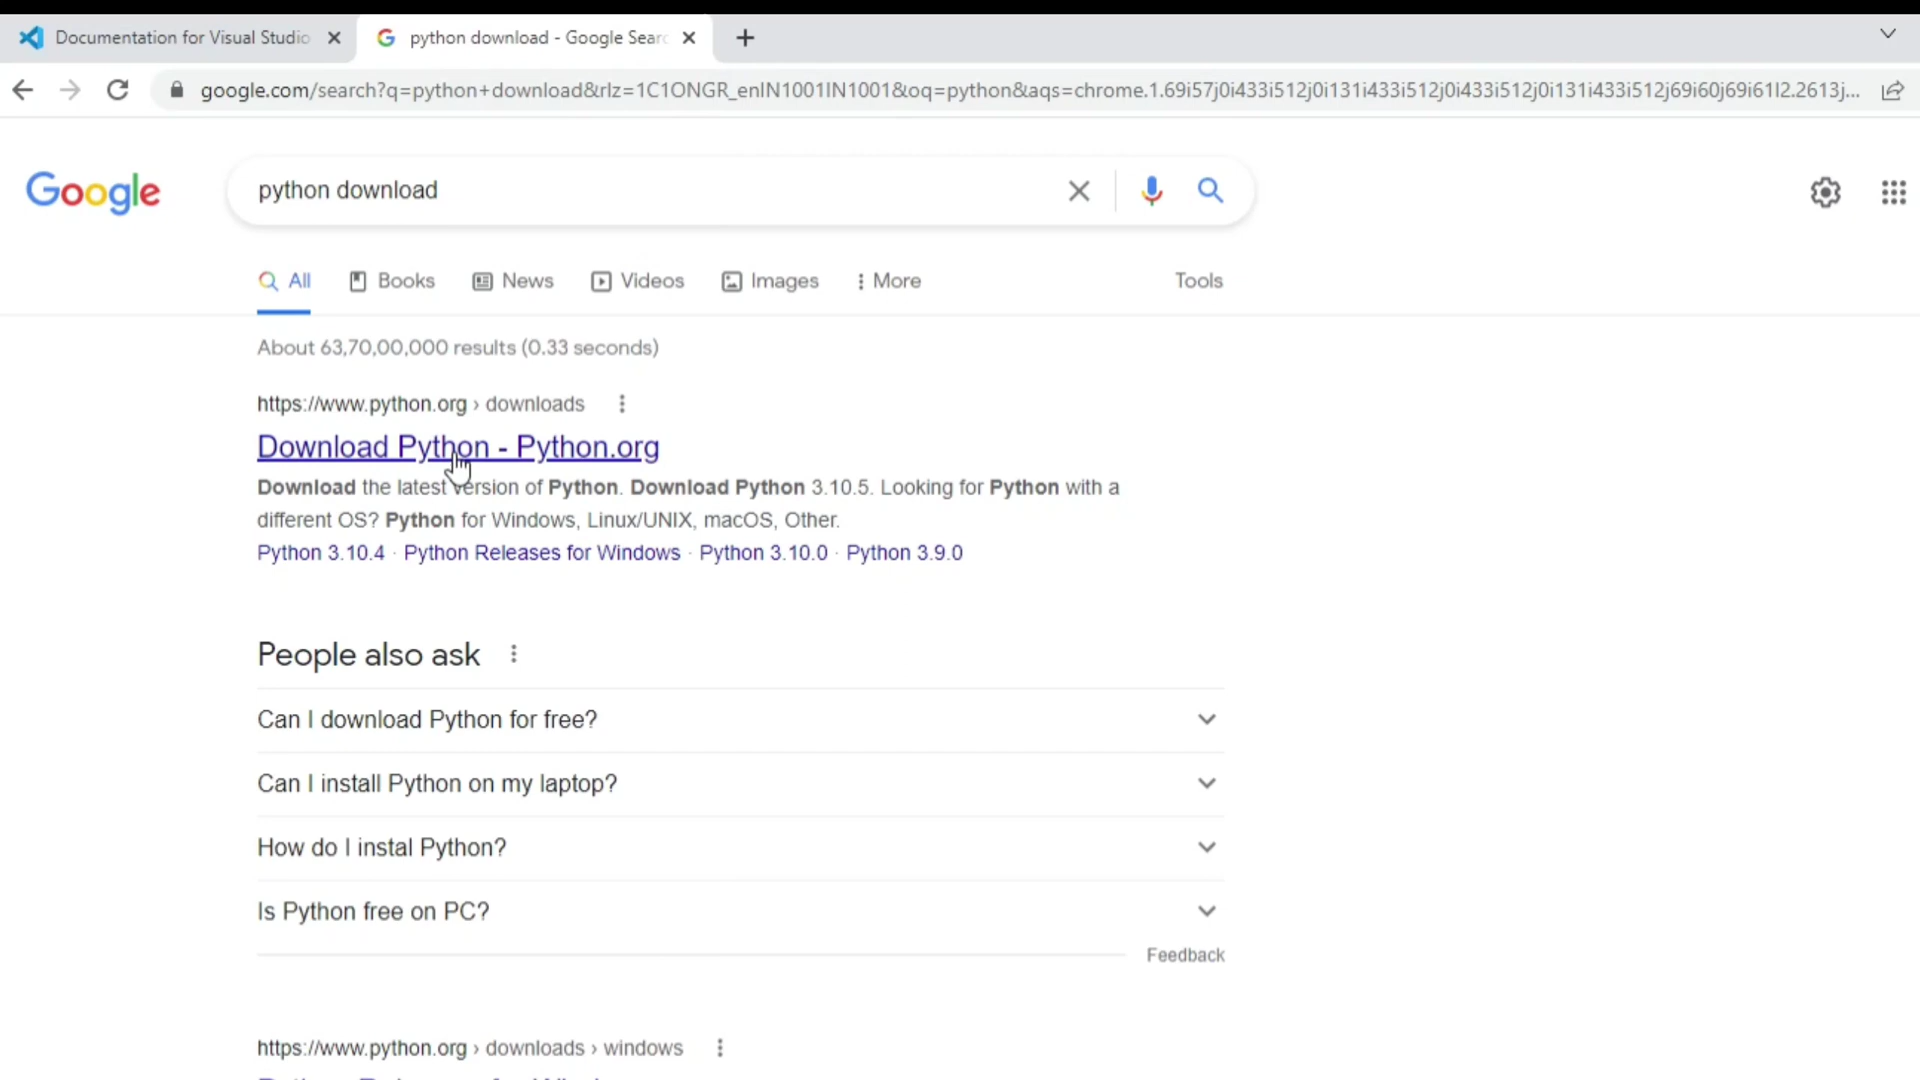 Documentation for Visual Studio
python download - Google Searc
google.com/search?q=python+download&rlz=1C1ONGR_enIN1001IN1001&oq=python&aqs=chrome.1.69i57j0i433i512j0i131i433i512j0i433i512j0i131i433i512j69i60j69i61l2.2613j...
Google
python download
All Books News Videos Images More Tools
About 63,70,00,000 results (0.33 seconds)
https://www.python.org › downloads
Download Python - Python.org
Download the latest version of Python. Download Python 3.10.5. Looking for Python with a
different OS? Python for Windows, Linux/UNIX, macOS, Other.
Python 3.10.4 · Python Releases for Windows · Python 3.10.0 · Python 3.9.0
People also ask
Can I download Python for free?
Can I install Python on my laptop?
How do I instal Python?
Is Python free on PC?
Feedback
https://www.python.org › downloads › windows